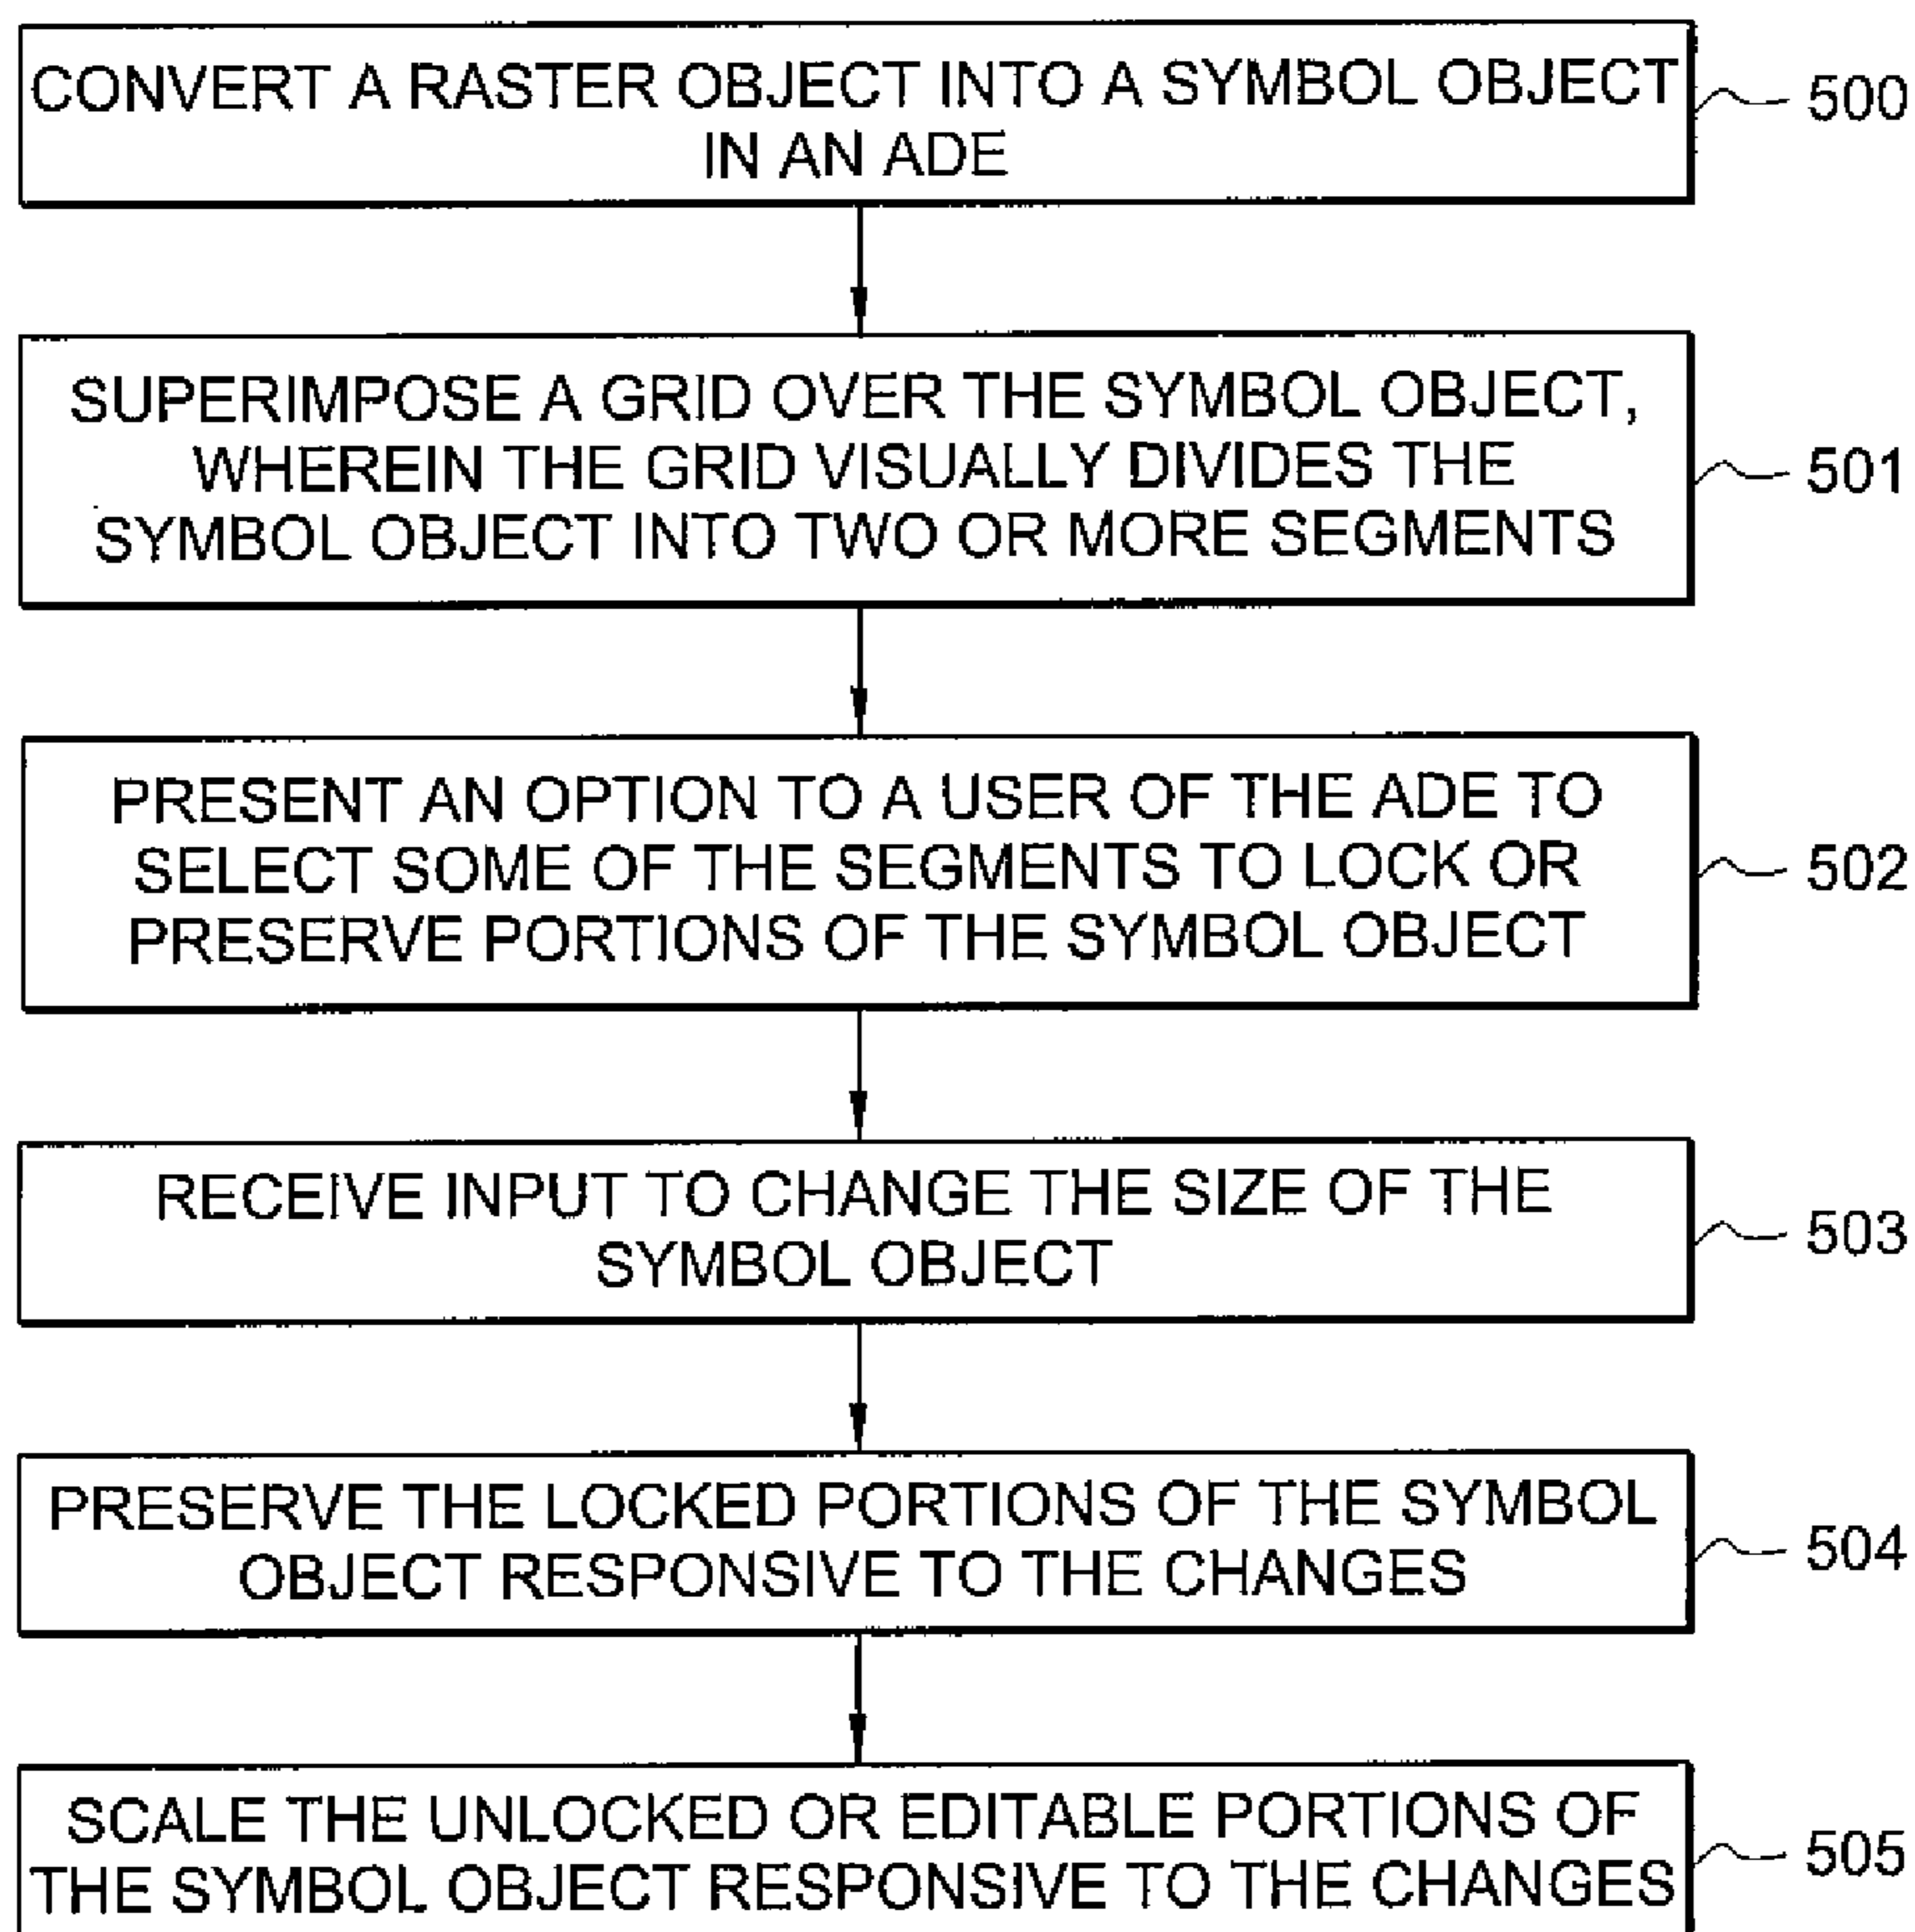 CONVERT A RASTER OBJECT INTO A SYMBOL OBJECT
IN AN ADE
500
SUPERIMPOSE A GRID OVER THE SYMBOL OBJECT,
WHEREIN THE GRID VISUALLY DIVIDES THE
SYMBOL OBJECT INTO TWO OR MORE SEGMENTS
501
PRESENT AN OPTION TO A USER OF THE ADE TO
SELECT SOME OF THE SEGMENTS TO LOCK OR
PRESERVE PORTIONS OF THE SYMBOL OBJECT
502
RECEIVE INPUT TO CHANGE THE SIZE OF THE
SYMBOL OBJECT
503
PRESERVE THE LOCKED PORTIONS OF THE SYMBOL
OBJECT RESPONSIVE TO THE CHANGES
504
SCALE THE UNLOCKED OR EDITABLE PORTIONS OF
THE SYMBOL OBJECT RESPONSIVE TO THE CHANGES
505